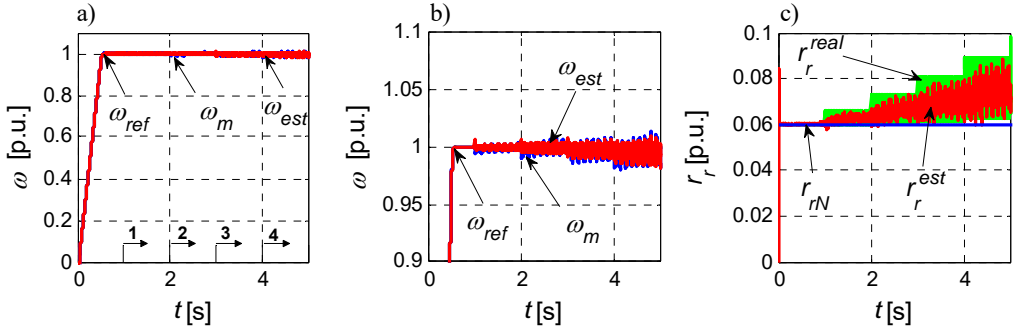 a)
ω [p.u.]
1
0.8
0.6
0.4
0.2
0
0
2
4
t [s]
ω_ref
ω_m
ω_est
1
2
3
4
b)
ω [p.u.]
1.1
1.05
1
0.95
0.9
0
2
4
t [s]
ω_est
ω_ref
ω_m
c)
r_r [p.u.]
0.1
0.08
0.06
0.04
0.02
0
0
2
4
t [s]
r_r^real
r_rN
r_r^est